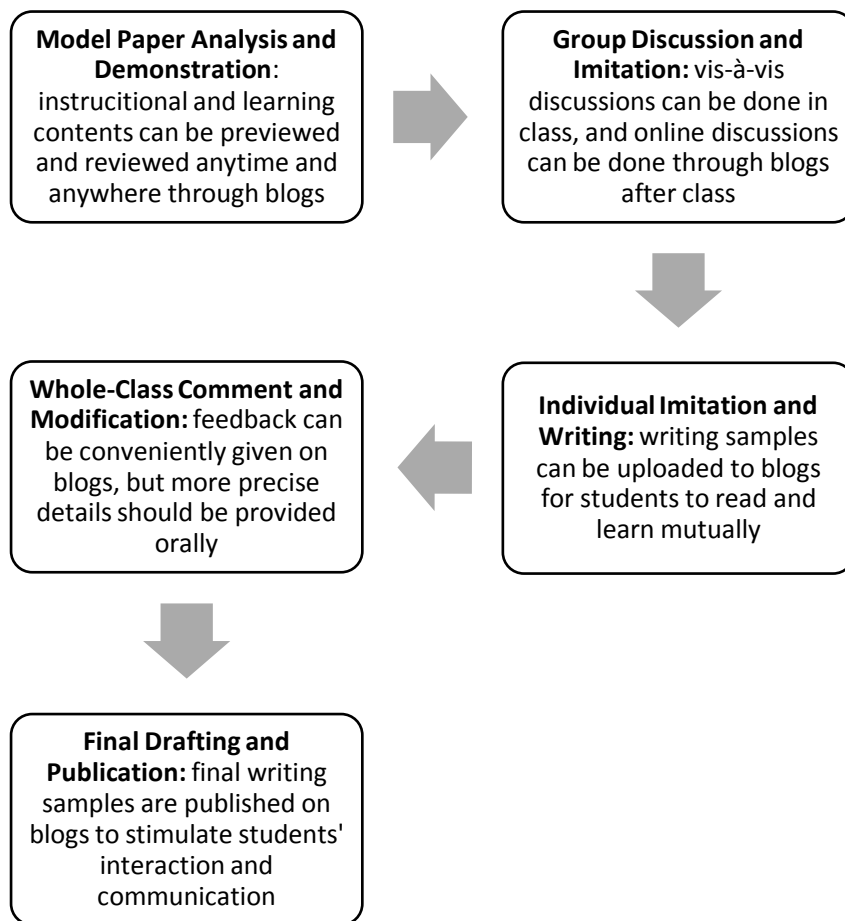 Model Paper Analysis and
Demonstration:
instrucitional and learning
contents can be previewed
and reviewed anytime and
anywhere through blogs
Group Discussion and
Imitation: vis-à-vis
discussions can be done in
class, and online discussions
can be done through blogs
after class
Individual Imitation and
Writing: writing samples
can be uploaded to blogs
for students to read and
learn mutually
Whole-Class Comment and
Modification: feedback can
be conveniently given on
blogs, but more precise
details should be provided
orally
Final Drafting and
Publication: final writing
samples are published on
blogs to stimulate students'
interaction and
communication